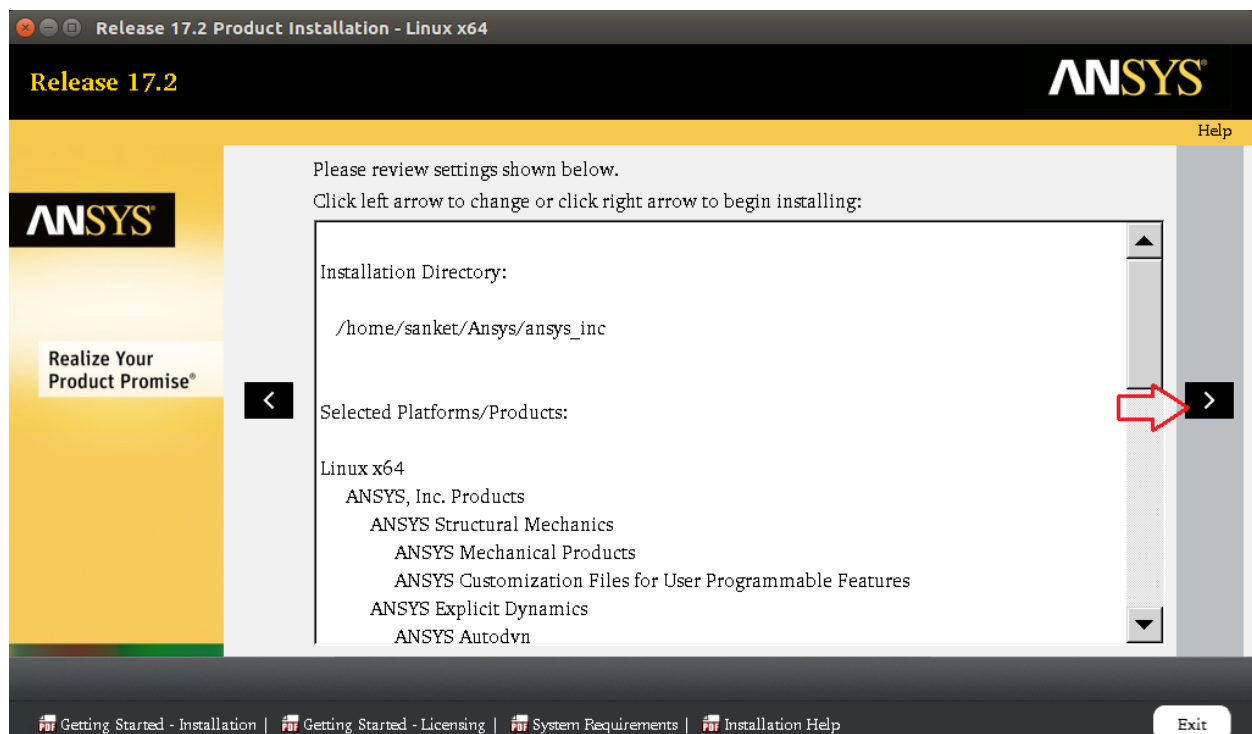 Release 17.2 Product Installation - Linux x64
Release 17.2
ANSYS®
Help
Please review settings shown below.
Click left arrow to change or click right arrow to begin installing:
ANSYS®
Installation Directory:
/home/sanket/Ansys/ansys_inc
Realize Your
Product Promise®
<
>
Selected Platforms/Products:
Linux x64
ANSYS, Inc. Products
ANSYS Structural Mechanics
ANSYS Mechanical Products
ANSYS Customization Files for User Programmable Features
ANSYS Explicit Dynamics
ANSYS Autodyn
PDF Getting Started - Installation | PDF Getting Started - Licensing | PDF System Requirements | PDF Installation Help
Exit